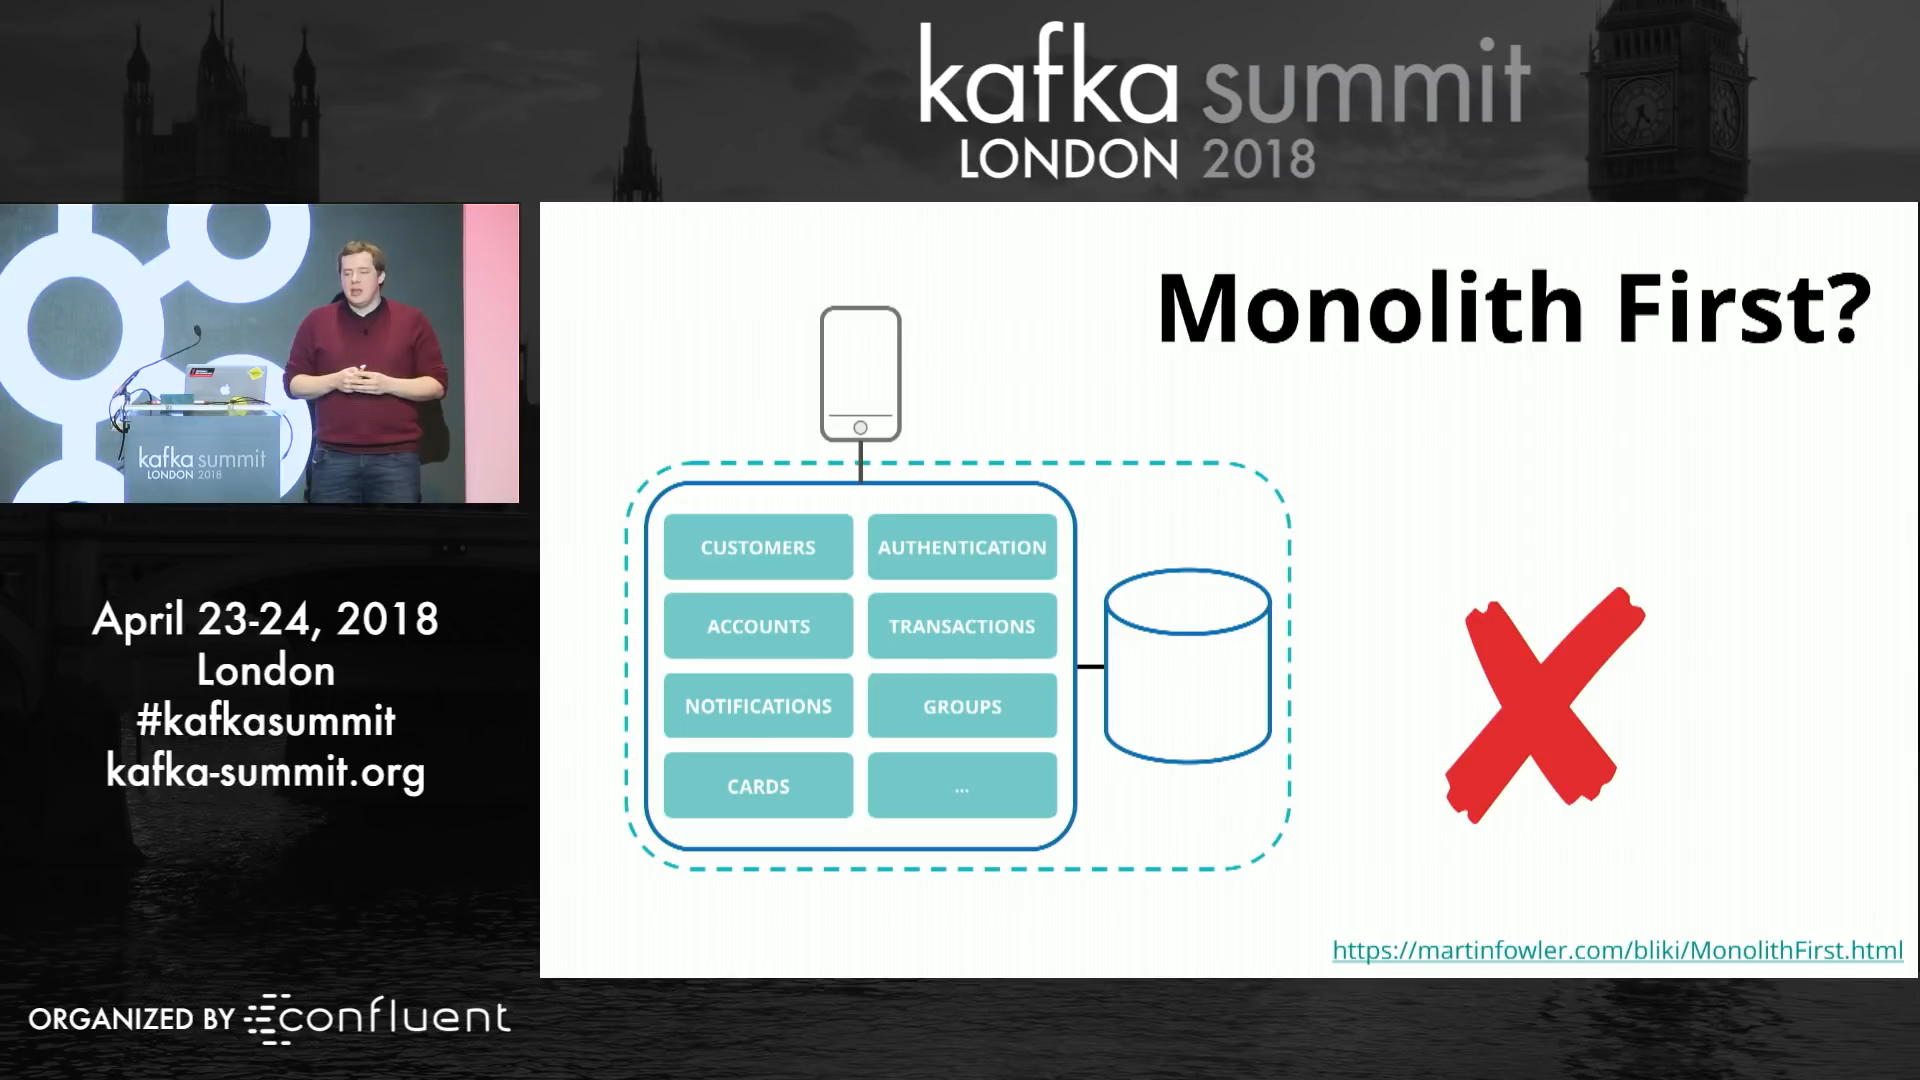 kafka summit
LONDON 2018
kafka summit
LONDON 2018
April 23-24, 2018
London
#kafkasummit
kafka-summit.org
ORGANIZED BY confluent
Monolith First?
CUSTOMERS
AUTHENTICATION
ACCOUNTS
TRANSACTIONS
NOTIFICATIONS
GROUPS
CARDS
...
https://martinfowler.com/bliki/MonolithFirst.html